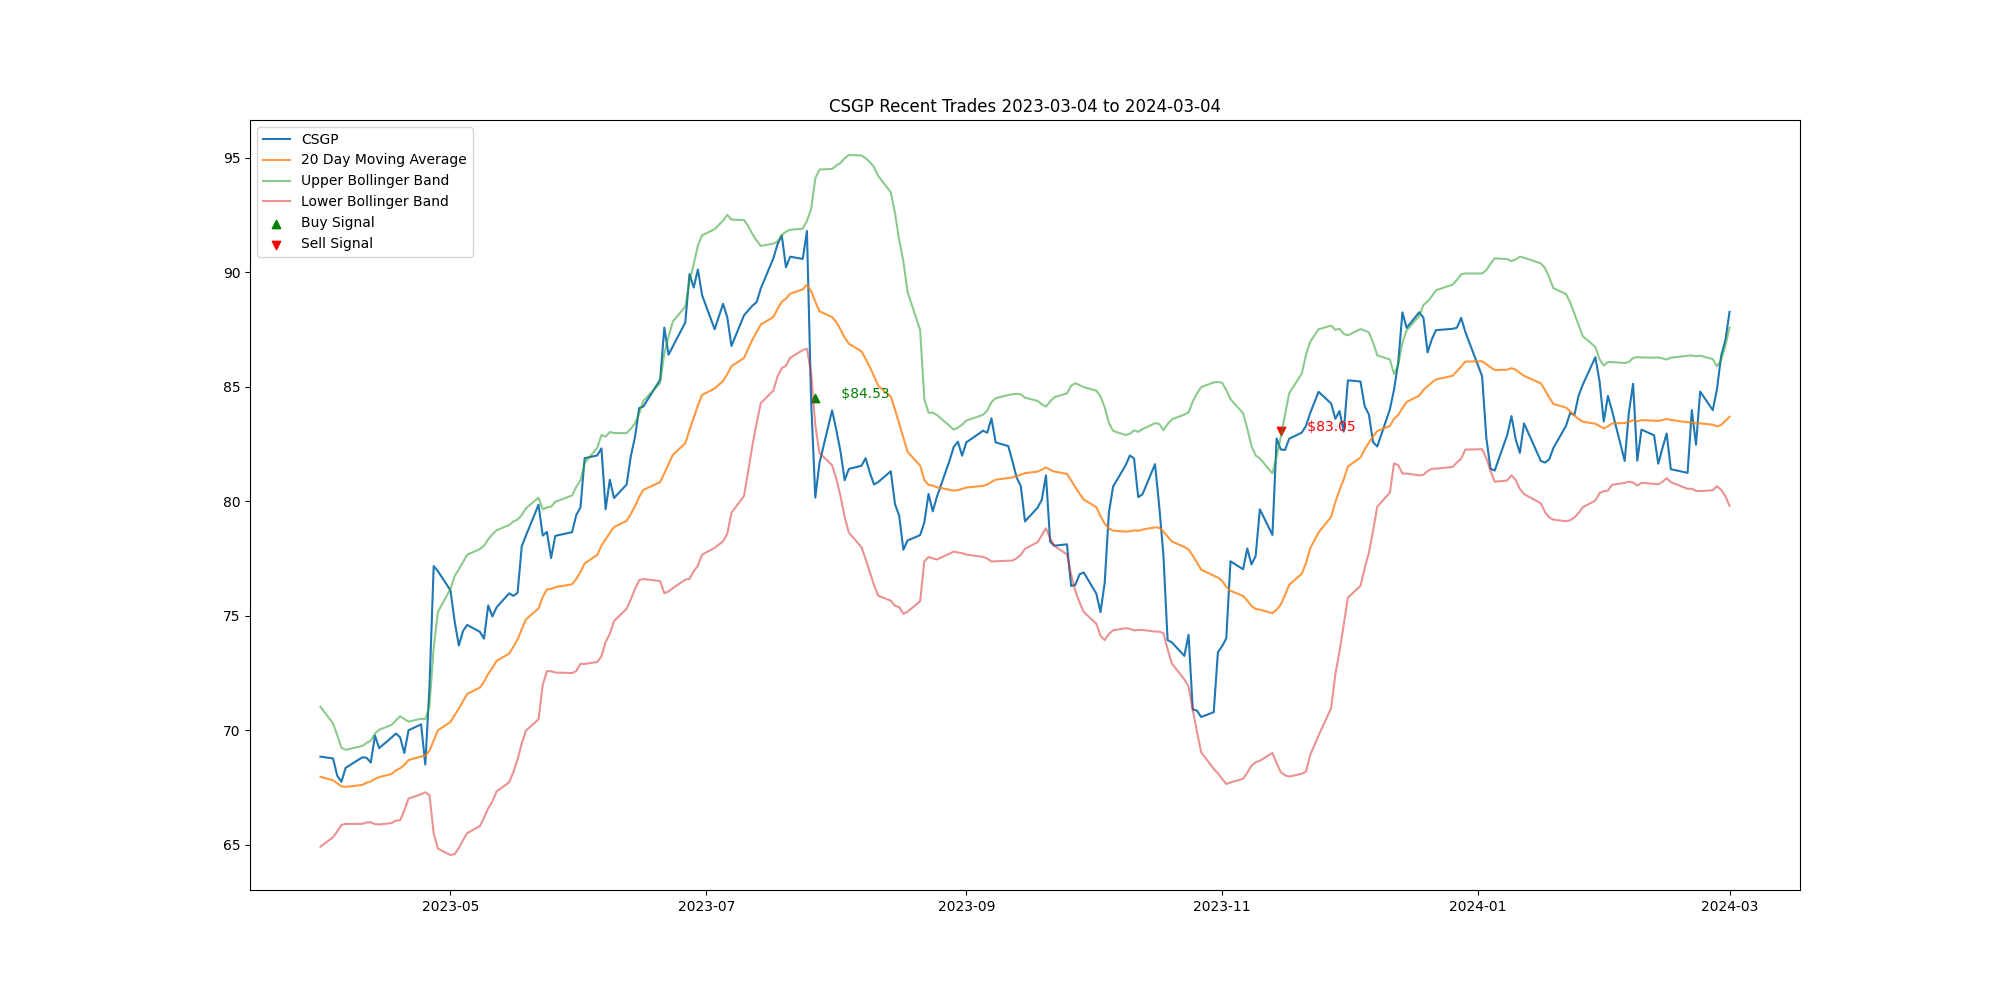 CSGP Recent Trades 2023-03-04 to 2024-03-04
CSGP
20 Day Moving Average
Upper Bollinger Band
Lower Bollinger Band
Buy Signal
Sell Signal
95
90
85
80
75
70
65
$84.53
$83.05
2023-05
2023-07
2023-09
2023-11
2024-01
2024-03